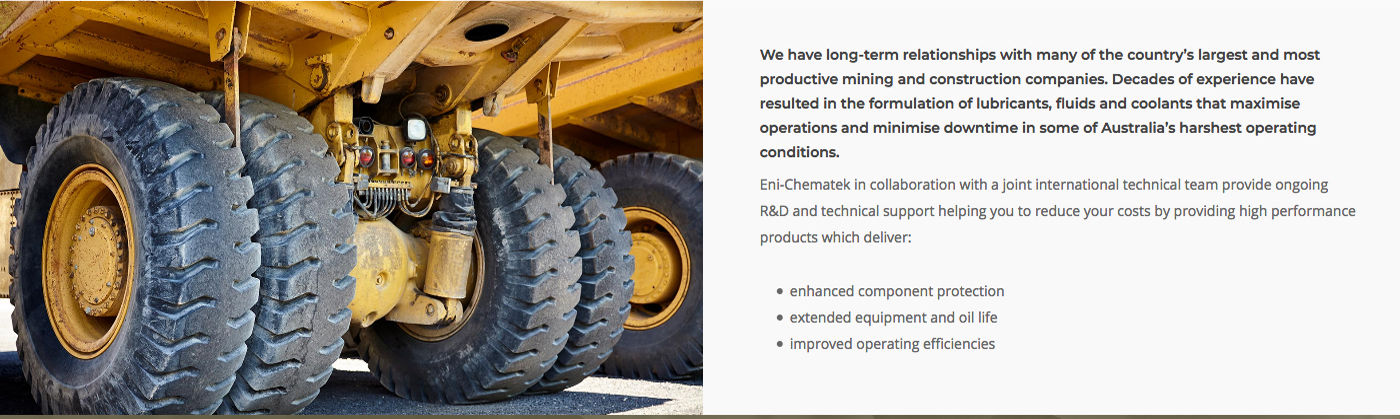 We have long-term relationships with many of the country’s largest and most
productive mining and construction companies. Decades of experience have
resulted in the formulation of lubricants, fluids and coolants that maximise
operations and minimise downtime in some of Australia’s harshest operating
conditions.
Eni-Chematek in collaboration with a joint international technical team provide ongoing
R&D and technical support helping you to reduce your costs by providing high performance
products which deliver:
• enhanced component protection
• extended equipment and oil life
• improved operating efficiencies